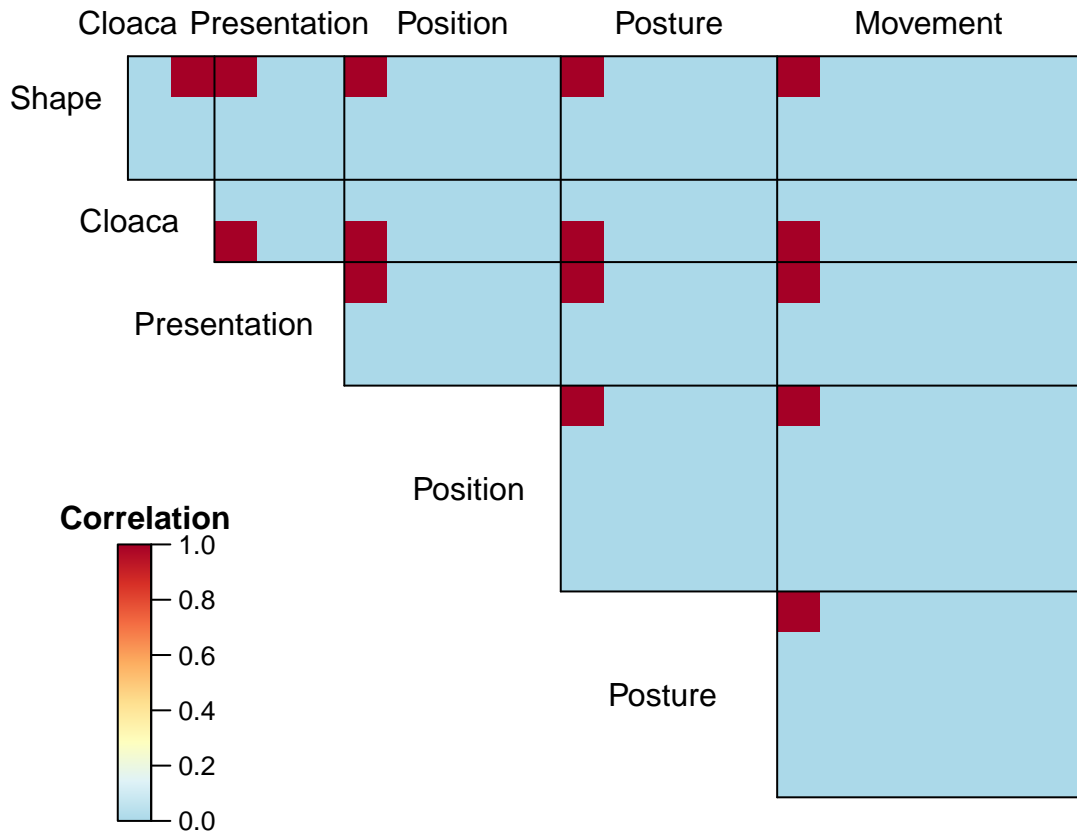 Cloaca Presentation Position Posture Movement
Shape
Cloaca
Presentation
Position
Correlation
1.0
0.8
0.6
Posture
0.4
0.2
0.0